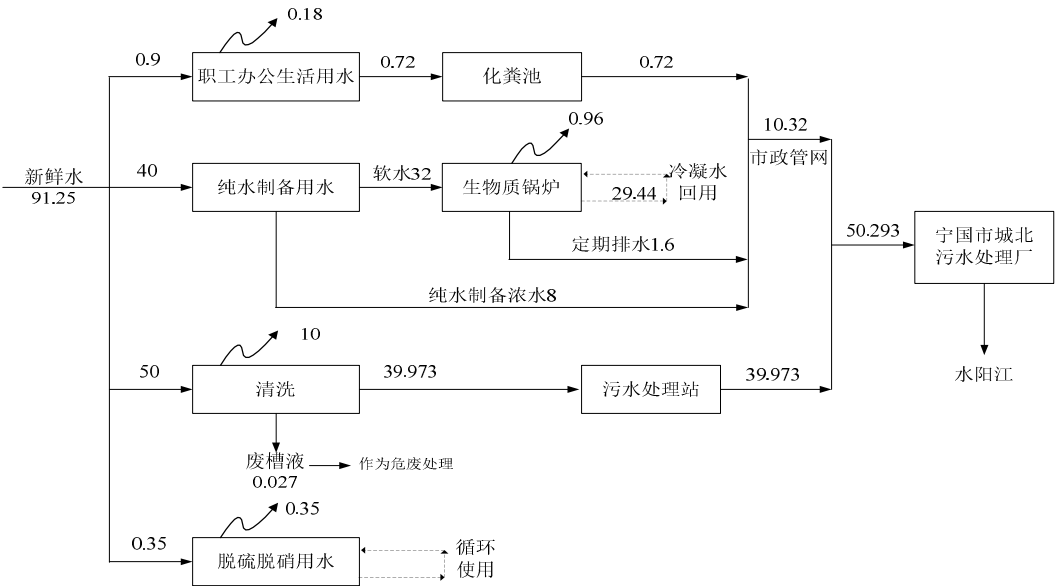 0.18
0.9
职工办公生活用水
0.72
化粪池
0.72
0.96
10.32
市政管网
新鲜水
91.25
40
纯水制备用水
软水32
生物质锅炉
冷凝水
回用
29.44
定期排水1.6
50.293
宁国市城北
污水处理厂
纯水制备浓水8
10
50
清洗
39.973
污水处理站
39.973
水阳江
废槽液
0.027
作为危废处理
0.35
0.35
脱硫脱硝用水
循环
使用